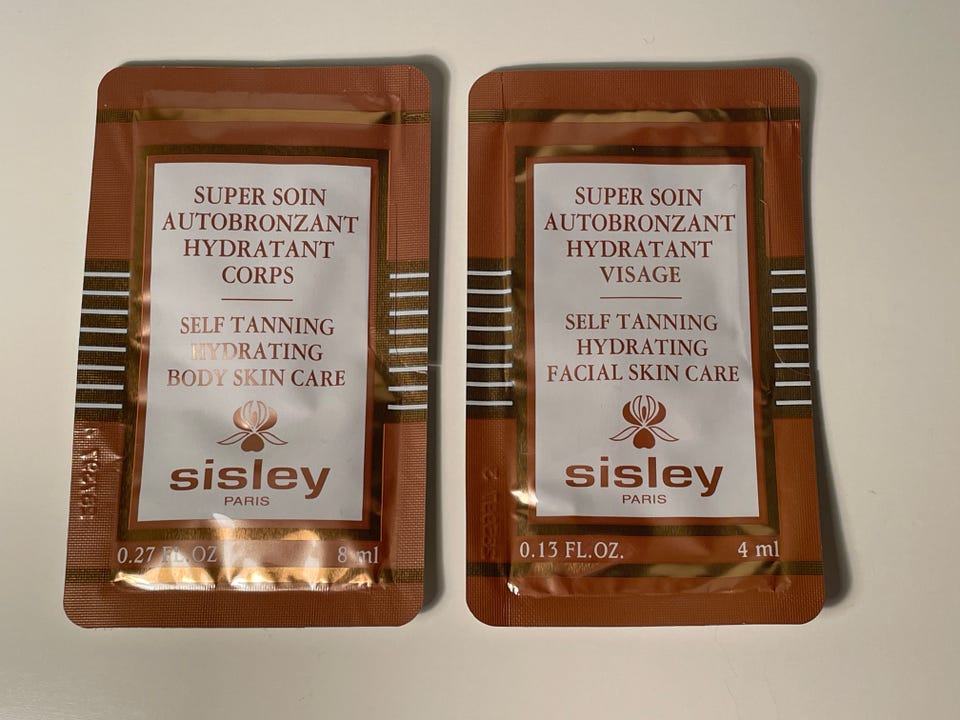 SUPER SOIN
AUTOBRONZANT
HYDRATANT
CORPS
SELF TANNING
HYDRATING
BODY SKIN CARE
sisley
PARIS
0.27 FL.OZ.
8 ml
SUPER SOIN
AUTOBRONZANT
HYDRATANT
VISAGE
SELF TANNING
HYDRATING
FACIAL SKIN CARE
sisley
PARIS
0.13 FL.OZ.
4 ml